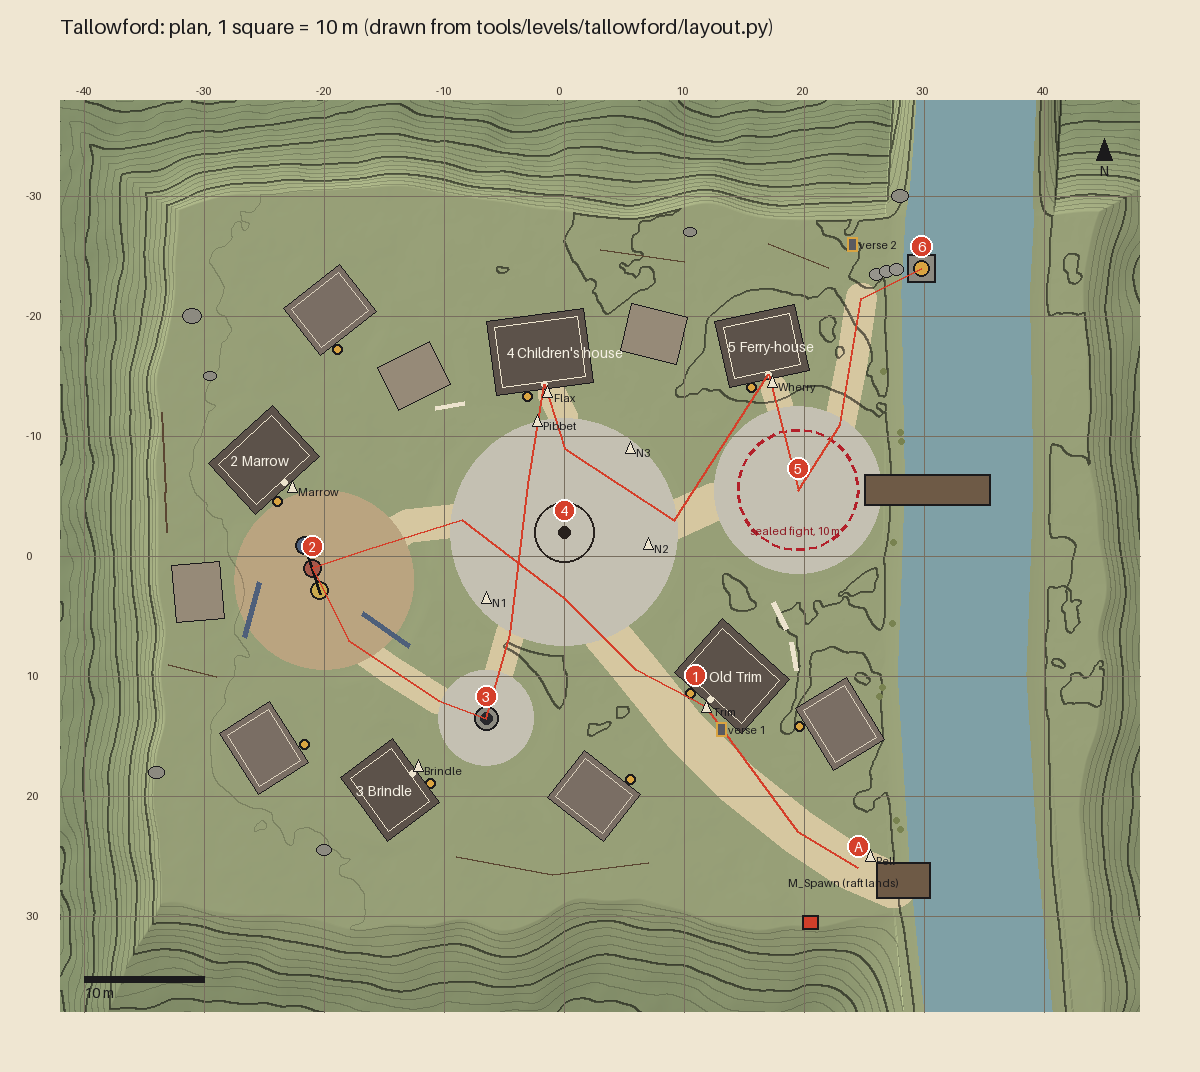 Tallowford: plan, 1 square = 10 m (drawn from tools/levels/tallowford/layout.py)
-40 -30 -20 -10 0 10 20 30 40
N
-30
verse 2
6
-20
4 Children's house
5 Ferry-house
Wherry
Flax
-10
Pibbet
N3
2 Marrow
5
Marrow
4
sealed fight, 10 m
2
N2
0
N1
1
Old Trim
10
3
Trim
verse 1
Brindle
3 Brindle
20
A
Pell
M_Spawn (raft lands)
30
10 m